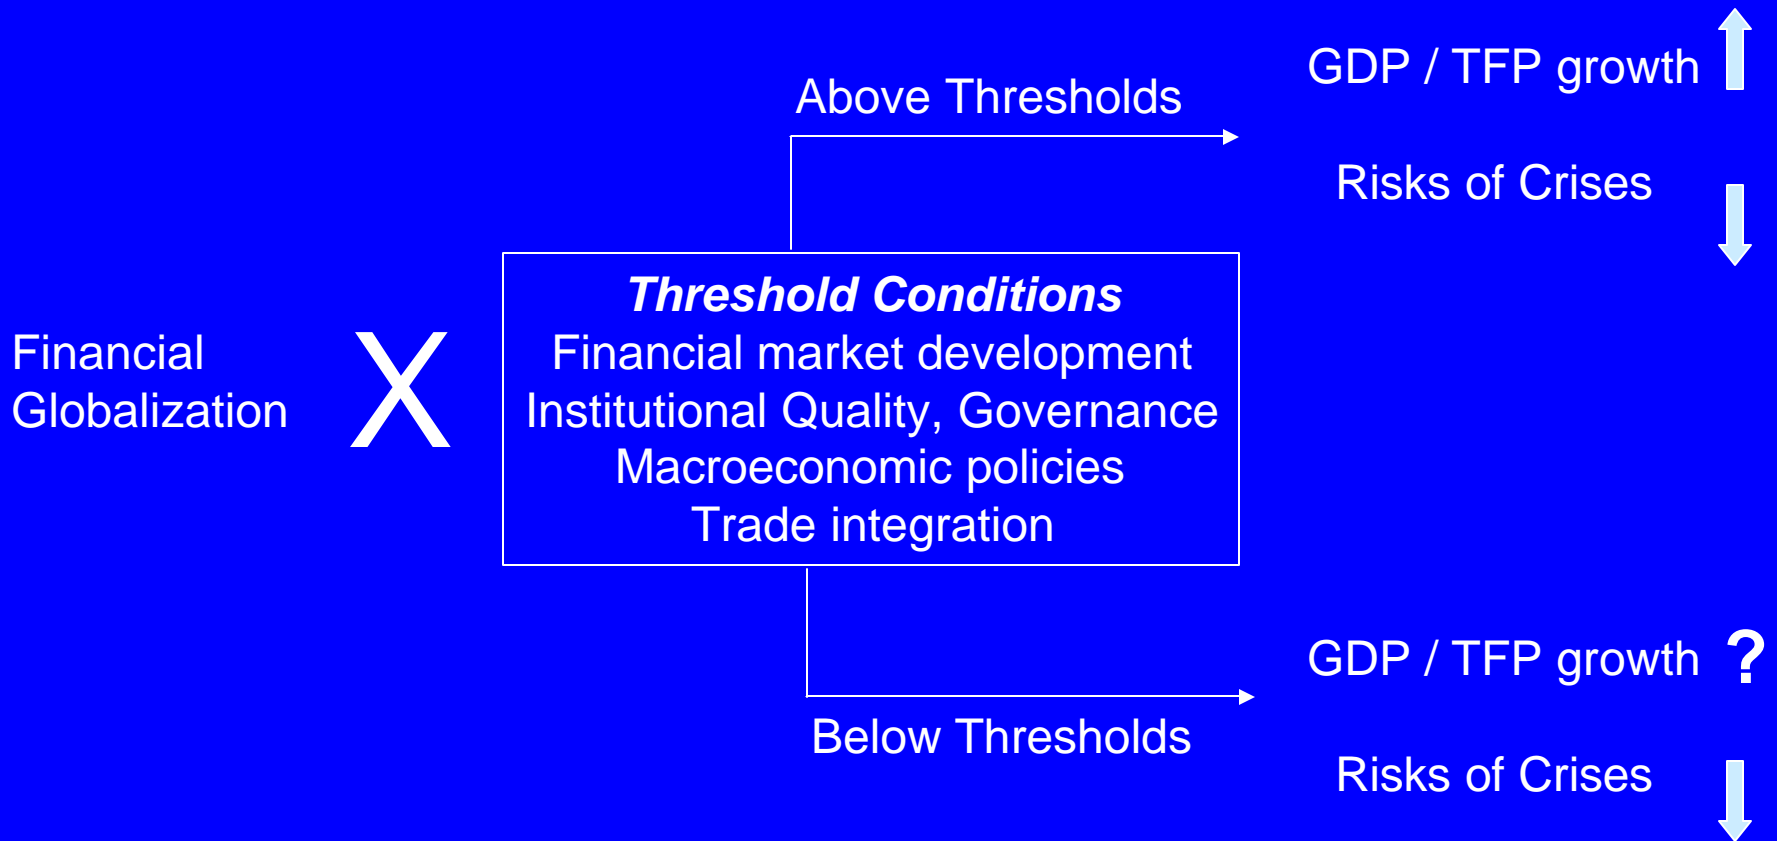 GDP / TFP growth
Above Thresholds
Risks of Crises
Threshold Conditions
Financial
Globalization
X
Financial market development
Institutional Quality, Governance
Macroeconomic policies
Trade integration
GDP / TFP growth ?
Below Thresholds
Risks of Crises